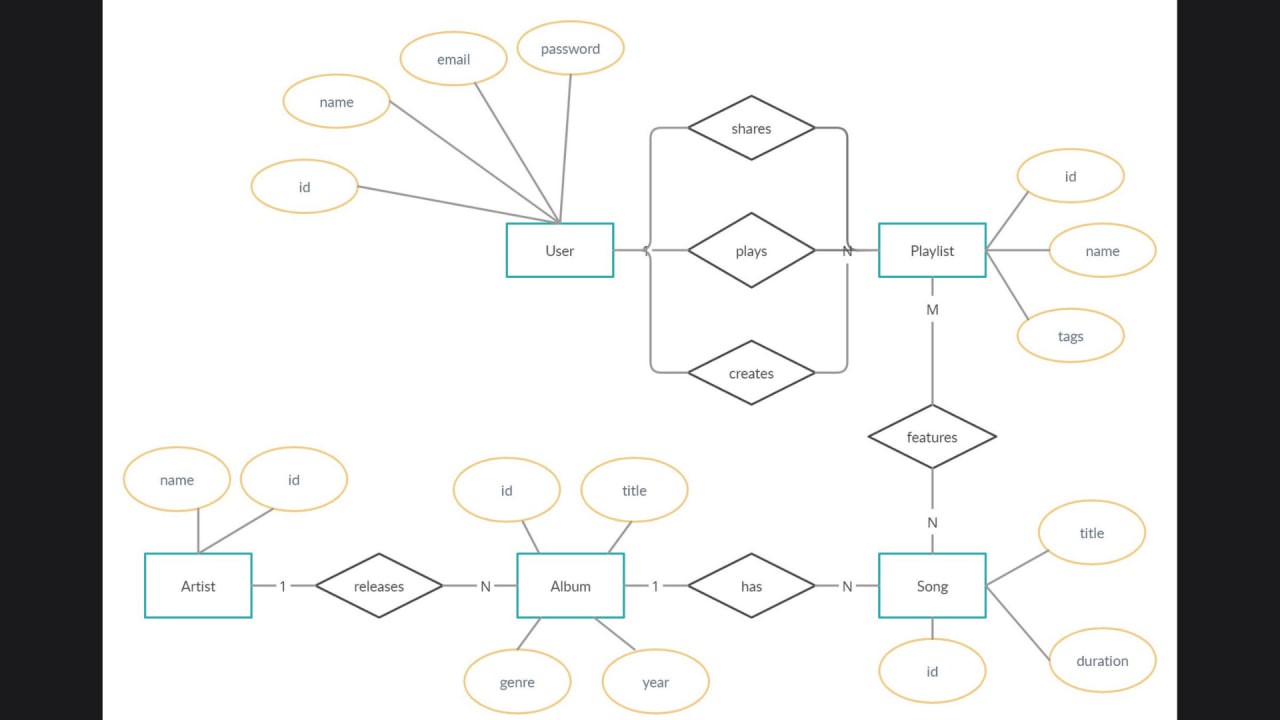 password
email
name
id
shares
User
1
plays
N
Playlist
id
name
tags
M
creates
features
N
name
id
id
title
title
Artist
1
releases
N
Album
1
has
N
Song
genre
year
id
duration